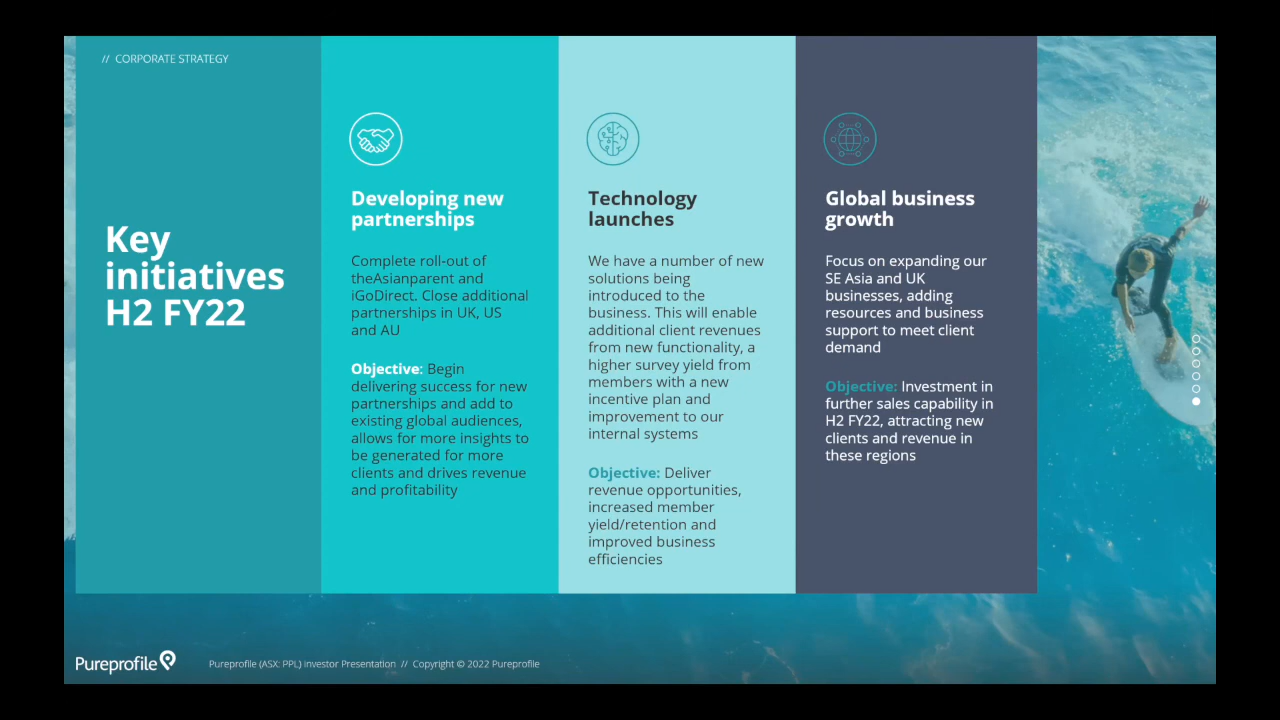 // CORPORATE STRATEGY
Key
initiatives
H2 FY22
Developing new
partnerships
Complete roll-out of
theAsianparent and
iGoDirect. Close additional
partnerships in UK, US
and AU
Objective: Begin
delivering success for new
partnerships and add to
existing global audiences,
allows for more insights to
be generated for more
clients and drives revenue
and profitability
Technology
launches
We have a number of new
solutions being
introduced to the
business. This will enable
additional client revenues
from new functionality, a
higher survey yield from
members with a new
incentive plan and
improvement to our
internal systems
Objective: Deliver
revenue opportunities,
increased member
yield/retention and
improved business
efficiencies
Global business
growth
Focus on expanding our
SE Asia and UK
businesses, adding
resources and business
support to meet client
demand
Objective: Investment in
further sales capability in
H2 FY22, attracting new
clients and revenue in
these regions
Pureprofile
Pureprofile (ASX: PPL) investor Presentation // Copyright © 2022 Pureprofile